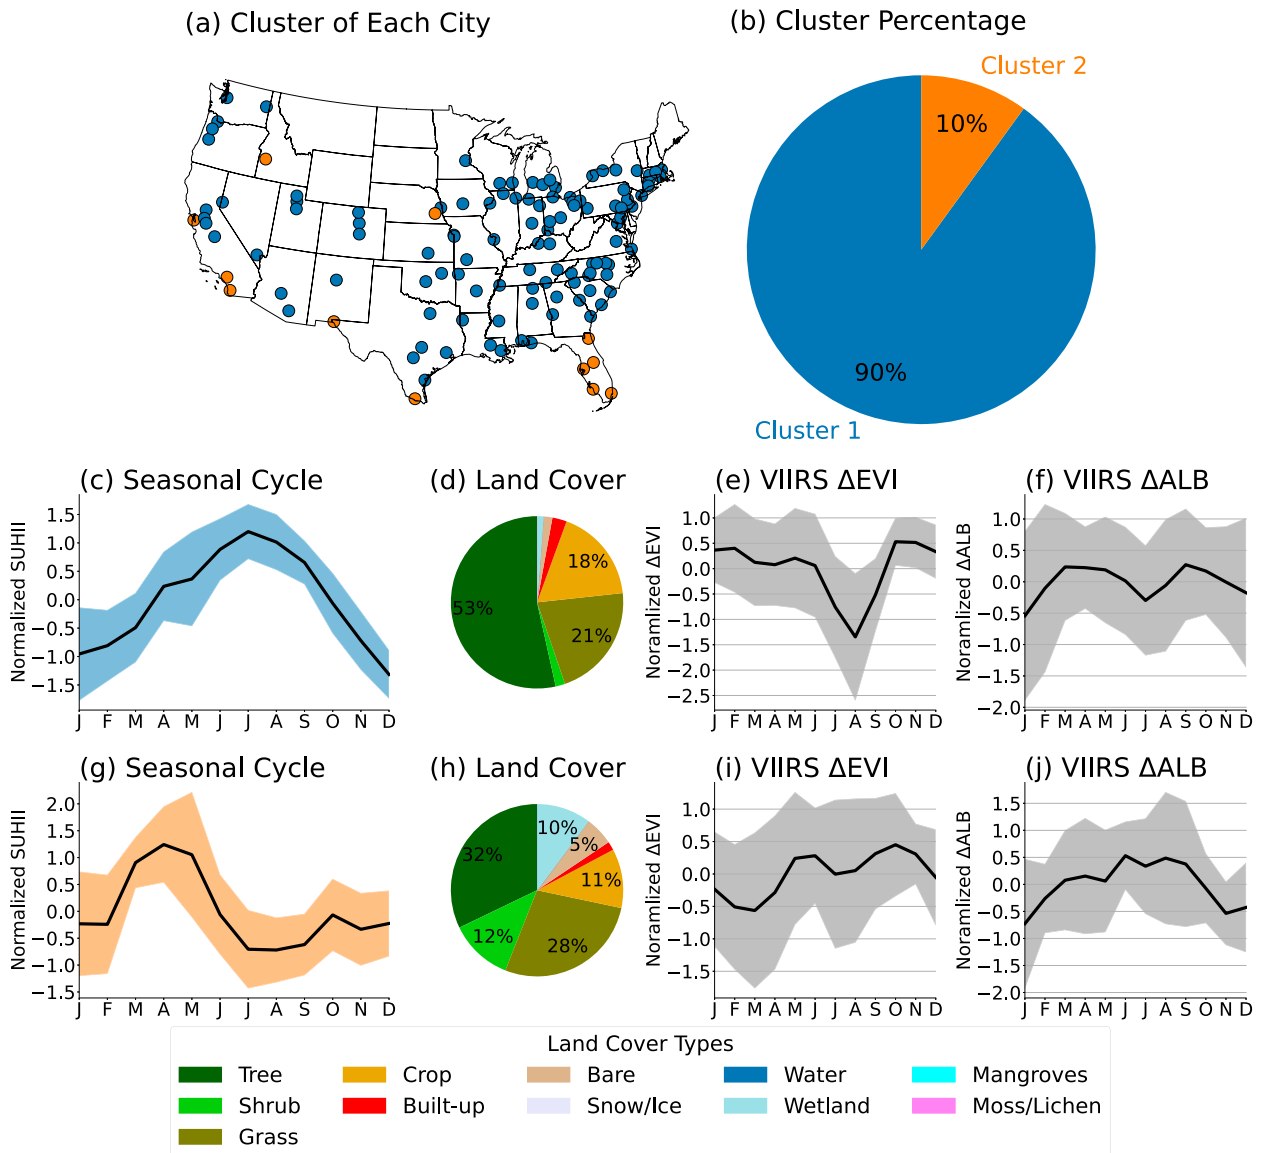 (a) Cluster of Each City
(b) Cluster Percentage
Cluster 2
10%
90%
Cluster 1
(c) Seasonal Cycle
Normalized SUHII
1.5
1.0
0.5
0.0
−0.5
−1.0
−1.5
J F M A M J J A S O N D
(d) Land Cover
18%
53%
21%
(e) VIIRS ΔEVI
Noramlized ΔEVI
1.0
0.5
0.0
−0.5
−1.0
−1.5
−2.0
−2.5
J F M A M J J A S O N D
(f) VIIRS ΔALB
Noramlized ΔALB
1.0
0.5
0.0
−0.5
−1.0
−1.5
−2.0
J F M A M J J A S O N D
(g) Seasonal Cycle
Normalized SUHII
2.0
1.5
1.0
0.5
0.0
−0.5
−1.0
−1.5
J F M A M J J A S O N D
(h) Land Cover
10%
5%
32%
11%
12%
28%
(i) VIIRS ΔEVI
Noramlized ΔEVI
1.0
0.5
0.0
−0.5
−1.0
−1.5
J F M A M J J A S O N D
(j) VIIRS ΔALB
Noramlized ΔALB
1.5
1.0
0.5
0.0
−0.5
−1.0
−1.5
−2.0
J F M A M J J A S O N D
Land Cover Types
Tree Crop Bare Water Mangroves
Shrub Built-up Snow/Ice Wetland Moss/Lichen
Grass